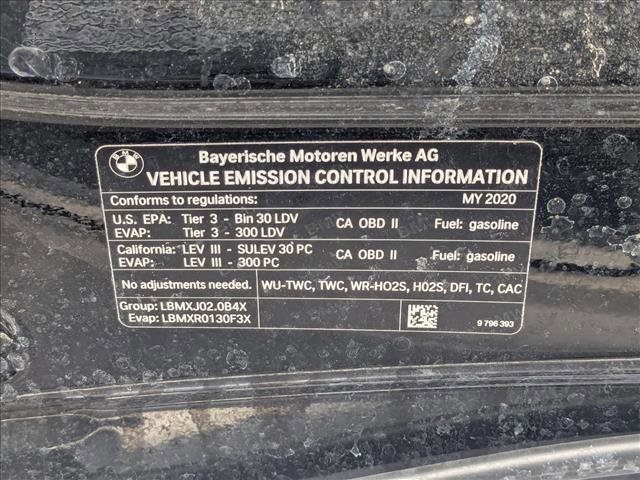 BMW
Bayerische Motoren Werke AG
VEHICLE EMISSION CONTROL INFORMATION
Conforms to regulations: MY 2020
U.S. EPA: Tier 3 - Bin 30 LDV CA OBD II Fuel: gasoline
EVAP: Tier 3 - 300 LDV
California: LEV III - SULEV 30 PC CA OBD II Fuel: gasoline
EVAP: LEV III - 300 PC
No adjustments needed. WU-TWC, TWC, WR-HO2S, HO2S, DFI, TC, CAC
Group: LBMXJ02.0B4X
Evap: LBMXR0130F3X
9 796 393